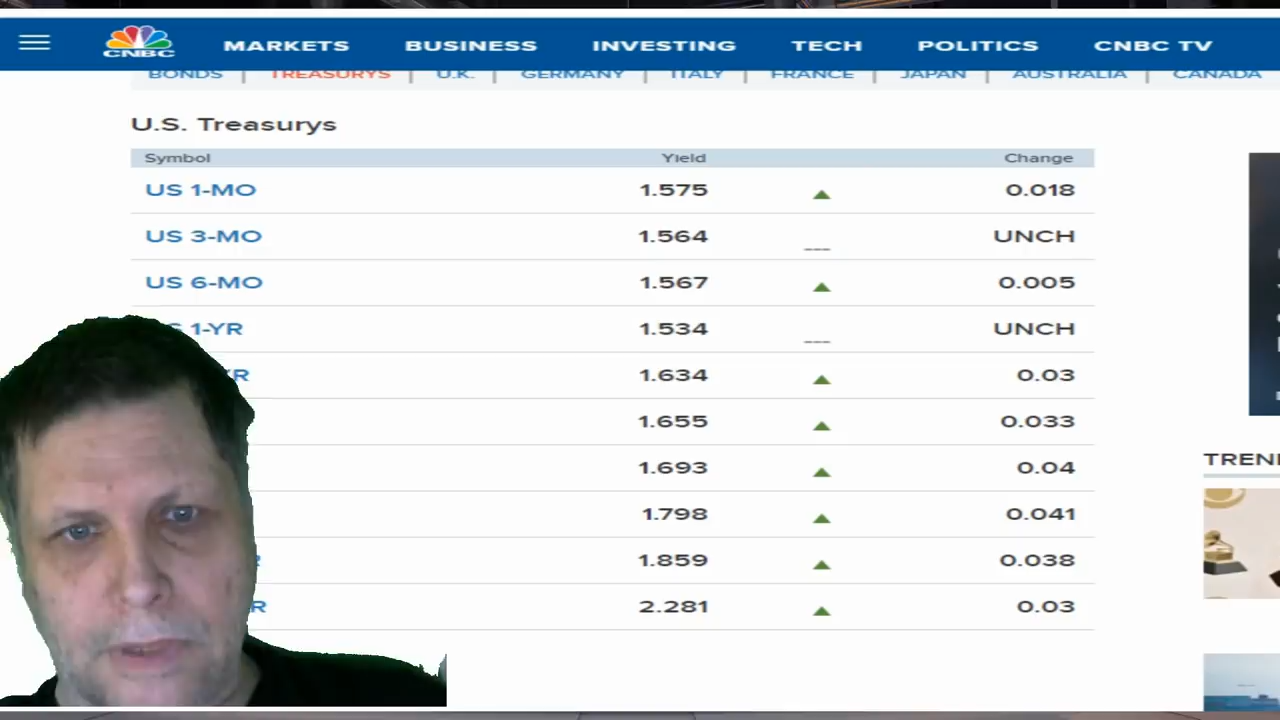 CNBC MARKETS BUSINESS INVESTING TECH POLITICS CNBC TV
BONDS | TREASURYS | U.K. | GERMANY | ITALY | FRANCE | JAPAN | AUSTRALIA | CANADA
U.S. Treasurys
Symbol Yield Change
US 1-MO 1.575 ▲ 0.018
US 3-MO 1.564 --- UNCH
US 6-MO 1.567 ▲ 0.005
1-YR 1.534 --- UNCH
1.634 ▲ 0.03
1.655 ▲ 0.033
1.693 ▲ 0.04
1.798 ▲ 0.041
1.859 ▲ 0.038
2.281 ▲ 0.03